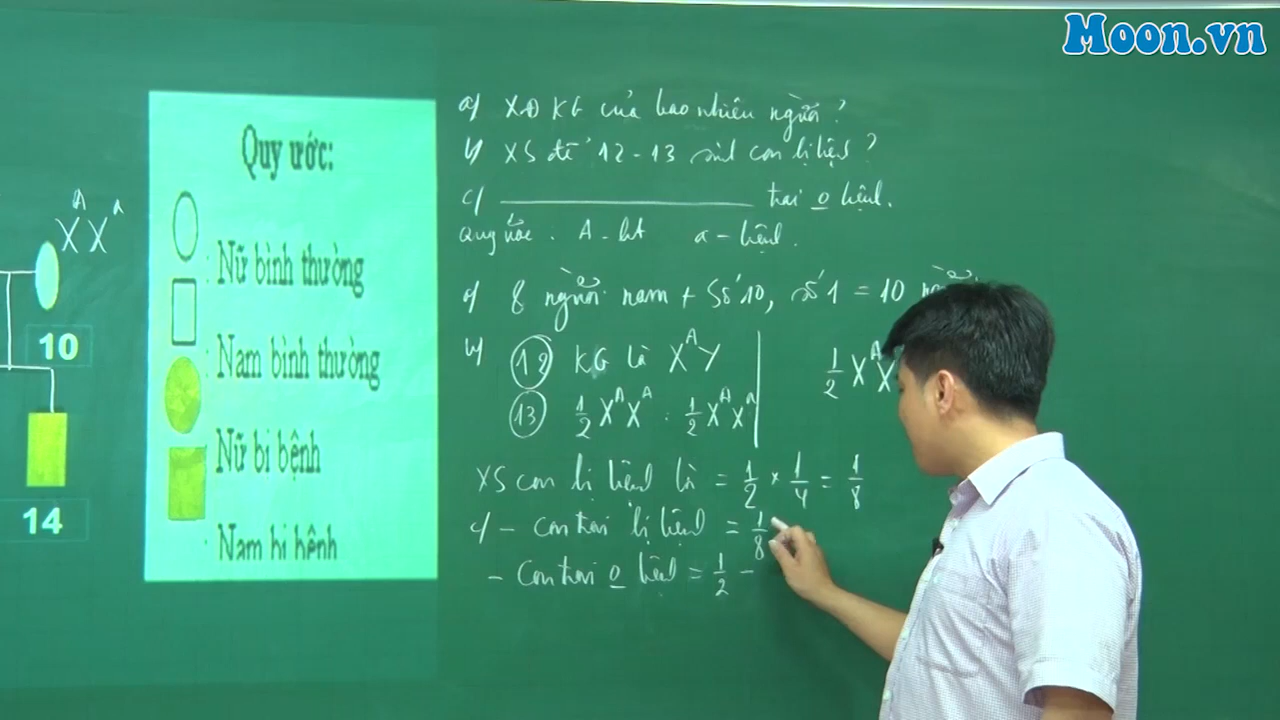 Moon.vn
a) XĐ KG của bao nhiêu người?
b) XS để 12-13 sinh con bị bệnh?
c) trai o bệnh.
Quy ước: A-bt a-bệnh.
X^A X^a
Quy ước:
: Nữ bình thường
: Nam bình thường
: Nữ bị bệnh
: Nam bị bệnh
10
14
a) 8 người nam + Số 10, số 1 = 10 người
b) 12 KG là X^A Y
13 1/2 X^A X^A : 1/2 X^A X^a
1/2 X^A X
XS con bị bệnh là = 1/2 × 1/4 = 1/8
c) - Con trai bị bệnh = 1/8
- Con trai o bệnh = 1/2 -